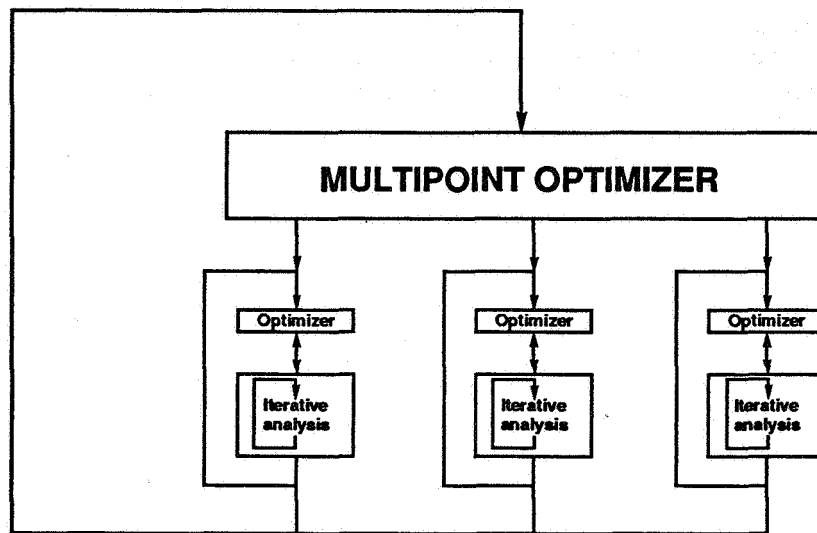 MULTIPOINT OPTIMIZER
Optimizer
Optimizer
Optimizer
Iterative
analysis
Iterative
analysis
Iterative
analysis